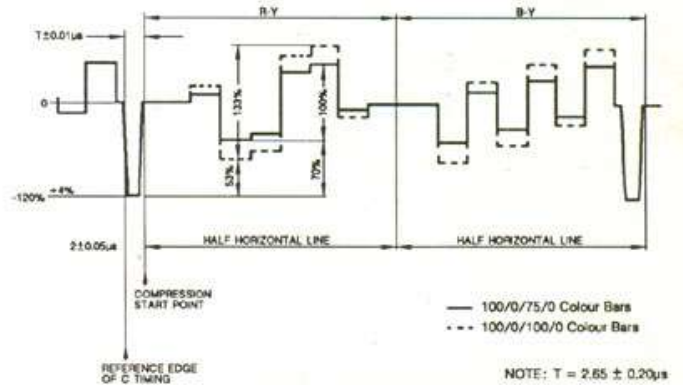 R-Y
B-Y
T±0.01µs
0
133%
100%
53%
70%
-120%
+4%
2±0.05µs
HALF HORIZONTAL LINE
HALF HORIZONTAL LINE
COMPRESSION
START POINT
REFERENCE EDGE
OF C TIMING
100/0/75/0 Colour Bars
100/0/100/0 Colour Bars
NOTE: T = 2.65 ± 0.20µs